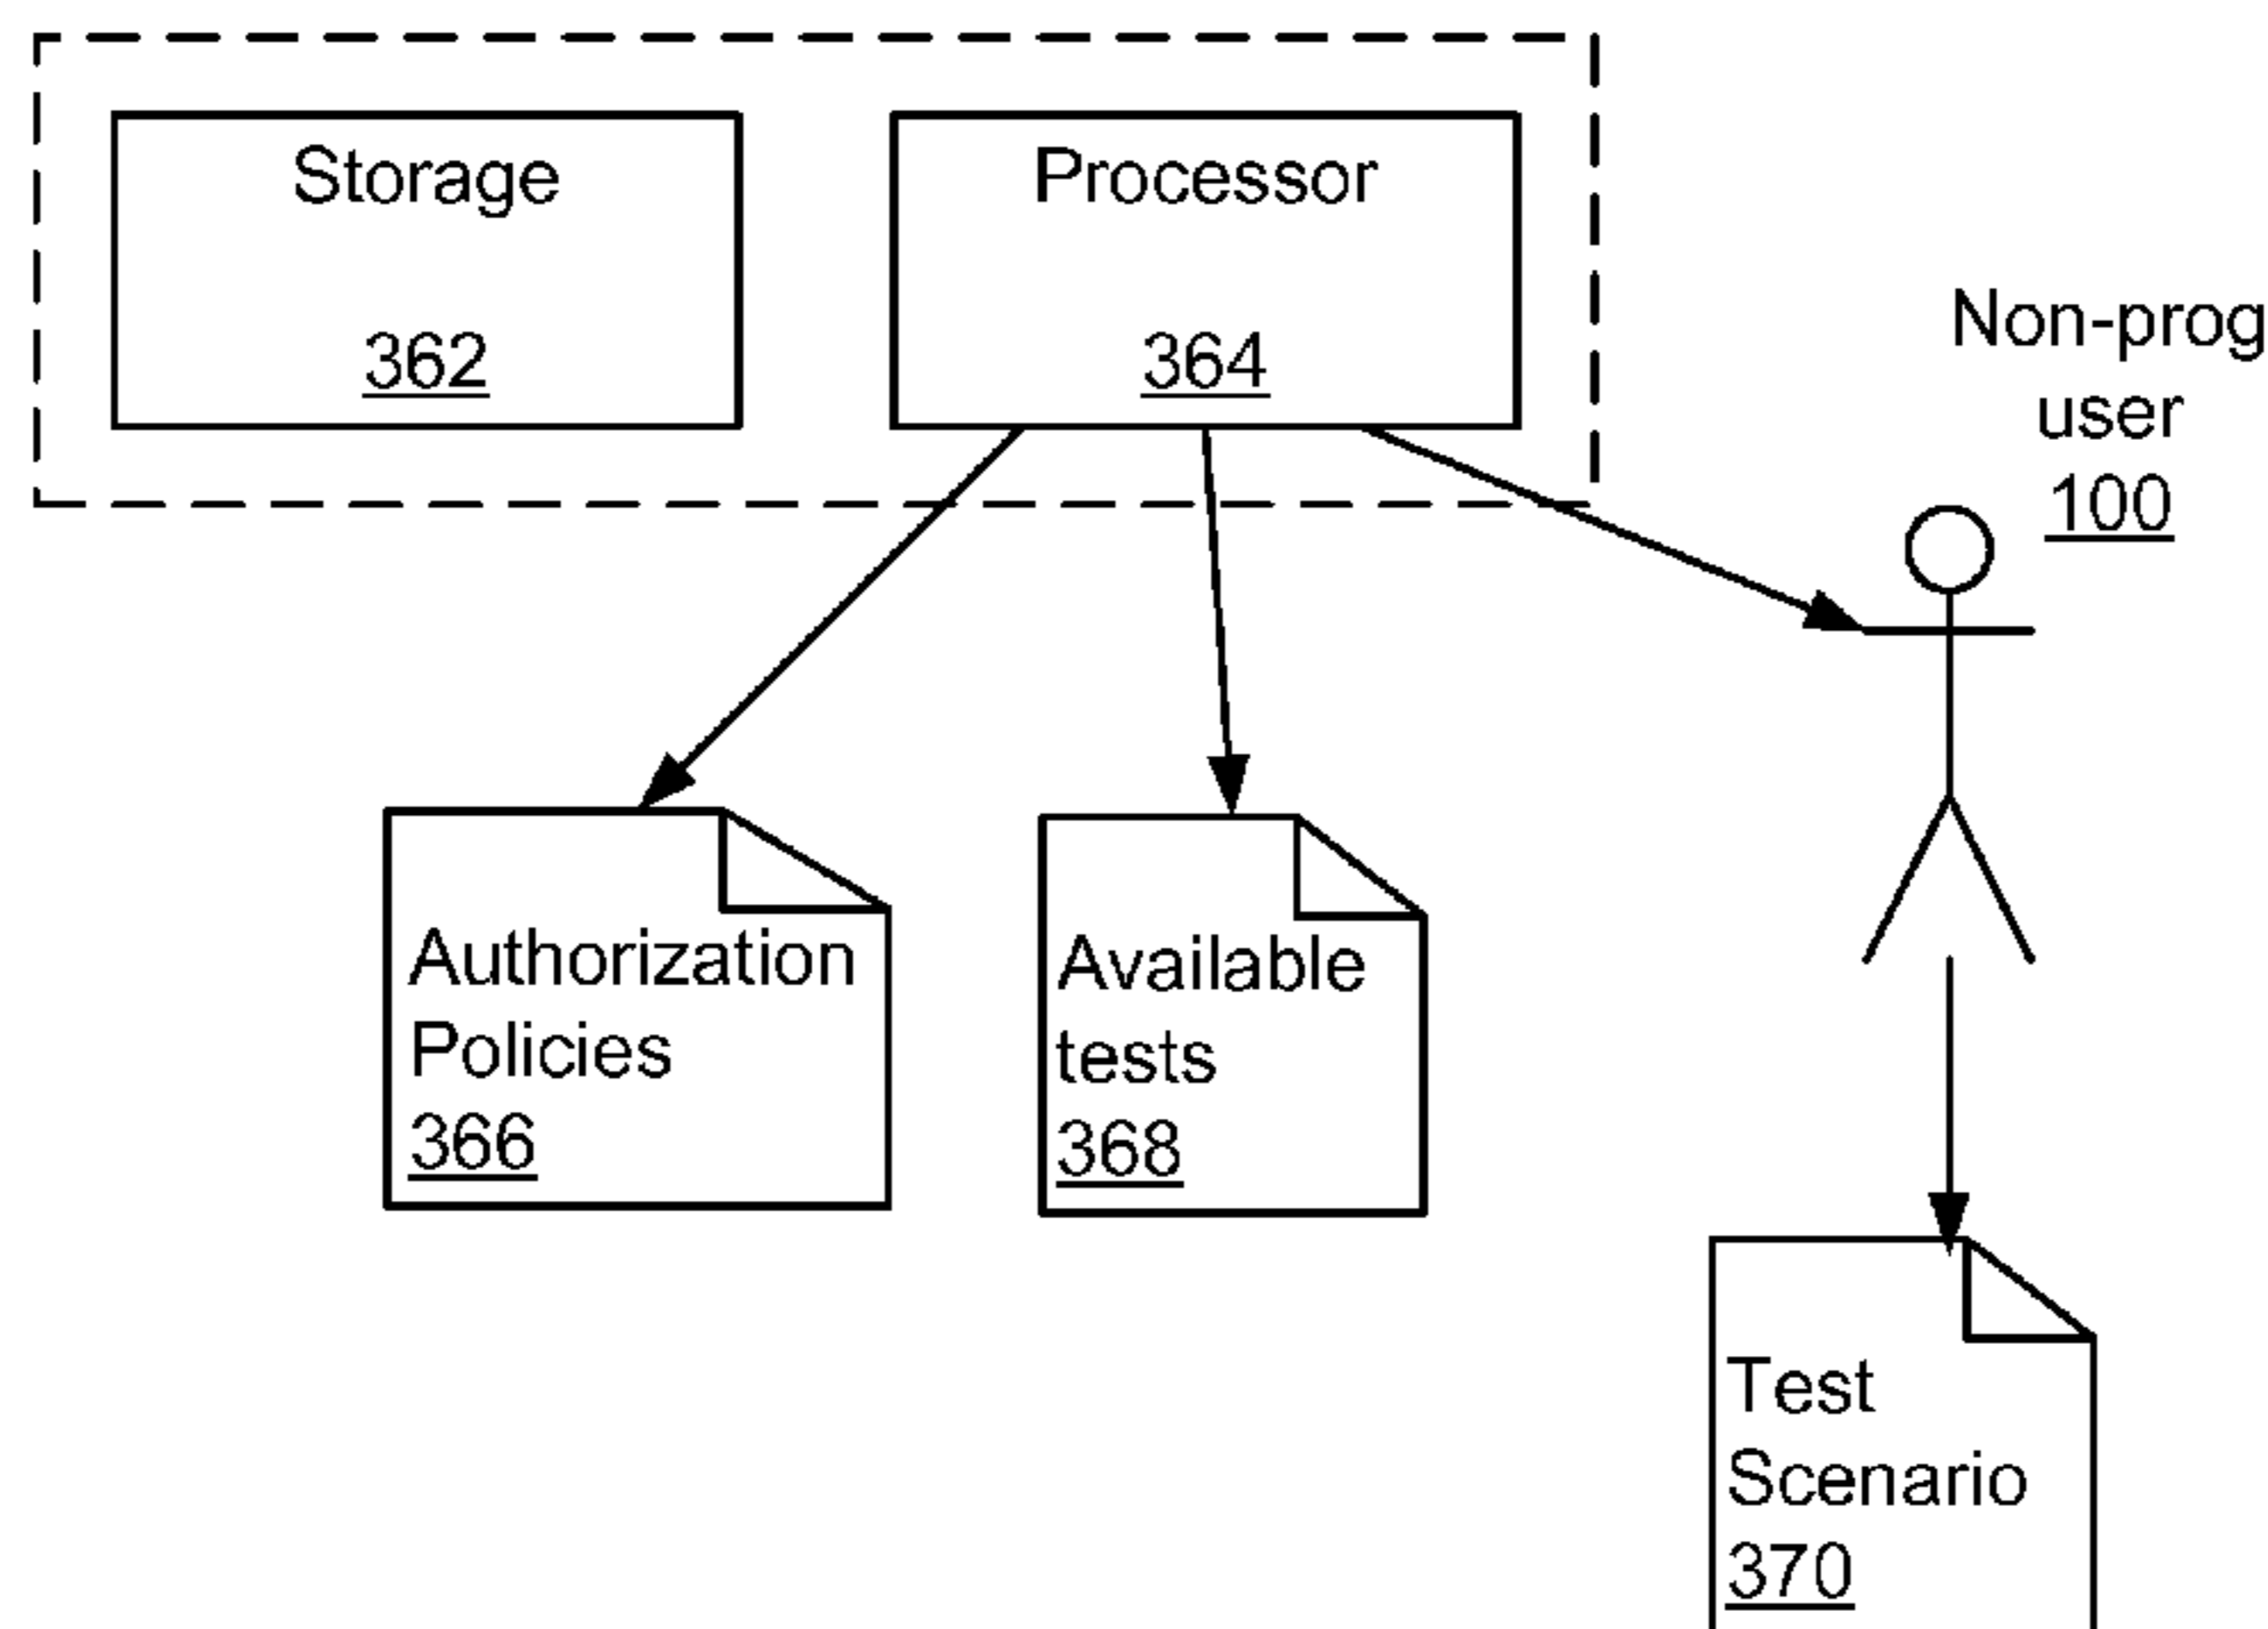 Storage
362
Processor
364
Non-prog
user
100
Authorization
Policies
366
Available
tests
368
Test
Scenario
370